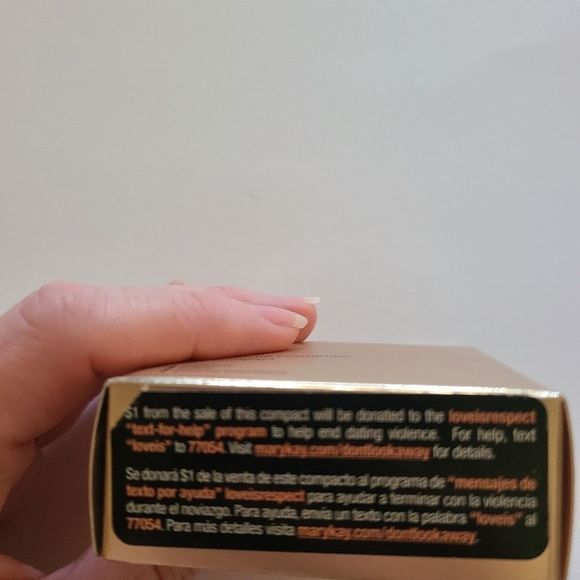 $1 from the sale of this compact will be donated to the loveisrespect
"text-for-help" program to help end dating violence. For help, text
"loveis" to 77054. Visit marykay.com/dontlookaway for details.
Se donará $1 de la venta de este compacto al programa de "mensajes de
texto por ayuda" loveisrespect para ayudar a terminar con la violencia
durante el noviazgo. Para ayuda, envía un texto con la palabra "loveis" al
77054. Para más detalles visita marykay.com/dontlookaway.